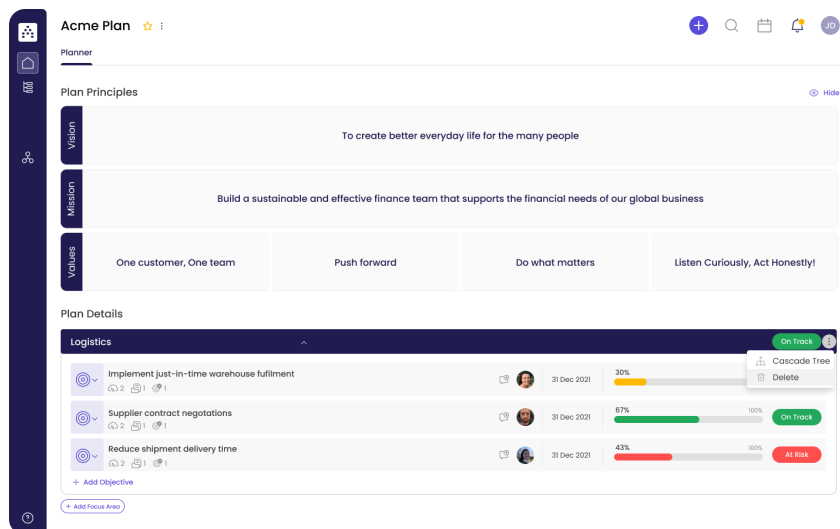 Acme Plan
JD
Planner
Plan Principles
Hide
Vision
To create better everyday life for the many people
Mission
Build a sustainable and effective finance team that supports the financial needs of our global business
Values
One customer, One team
Push forward
Do what matters
Listen Curiously, Act Honestly!
Plan Details
Logistics
On Track
Cascade Tree
Delete
Implement just-in-time warehouse fufilment
2 1 1
31 Dec 2021
30%
Supplier contract negotations
2 1 1
31 Dec 2021
67%
100%
On Track
Reduce shipment delivery time
2 1 1
31 Dec 2021
43%
100%
At Risk
+ Add Objective
+ Add Focus Area